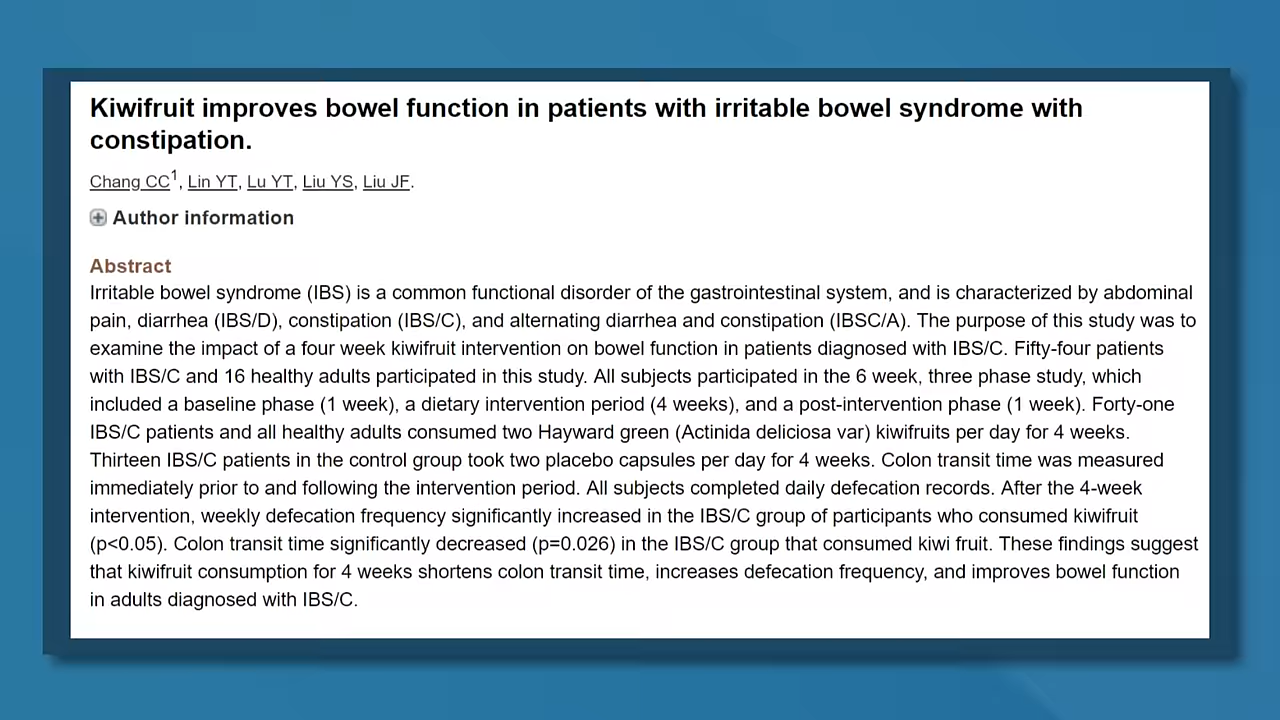 Kiwifruit improves bowel function in patients with irritable bowel syndrome with
constipation.
Chang CC1, Lin YT, Lu YT, Liu YS, Liu JF.
Author information
Abstract
Irritable bowel syndrome (IBS) is a common functional disorder of the gastrointestinal system, and is characterized by abdominal
pain, diarrhea (IBS/D), constipation (IBS/C), and alternating diarrhea and constipation (IBSC/A). The purpose of this study was to
examine the impact of a four week kiwifruit intervention on bowel function in patients diagnosed with IBS/C. Fifty-four patients
with IBS/C and 16 healthy adults participated in this study. All subjects participated in the 6 week, three phase study, which
included a baseline phase (1 week), a dietary intervention period (4 weeks), and a post-intervention phase (1 week). Forty-one
IBS/C patients and all healthy adults consumed two Hayward green (Actinida deliciosa var) kiwifruits per day for 4 weeks.
Thirteen IBS/C patients in the control group took two placebo capsules per day for 4 weeks. Colon transit time was measured
immediately prior to and following the intervention period. All subjects completed daily defecation records. After the 4-week
intervention, weekly defecation frequency significantly increased in the IBS/C group of participants who consumed kiwifruit
(p<0.05). Colon transit time significantly decreased (p=0.026) in the IBS/C group that consumed kiwi fruit. These findings suggest
that kiwifruit consumption for 4 weeks shortens colon transit time, increases defecation frequency, and improves bowel function
in adults diagnosed with IBS/C.